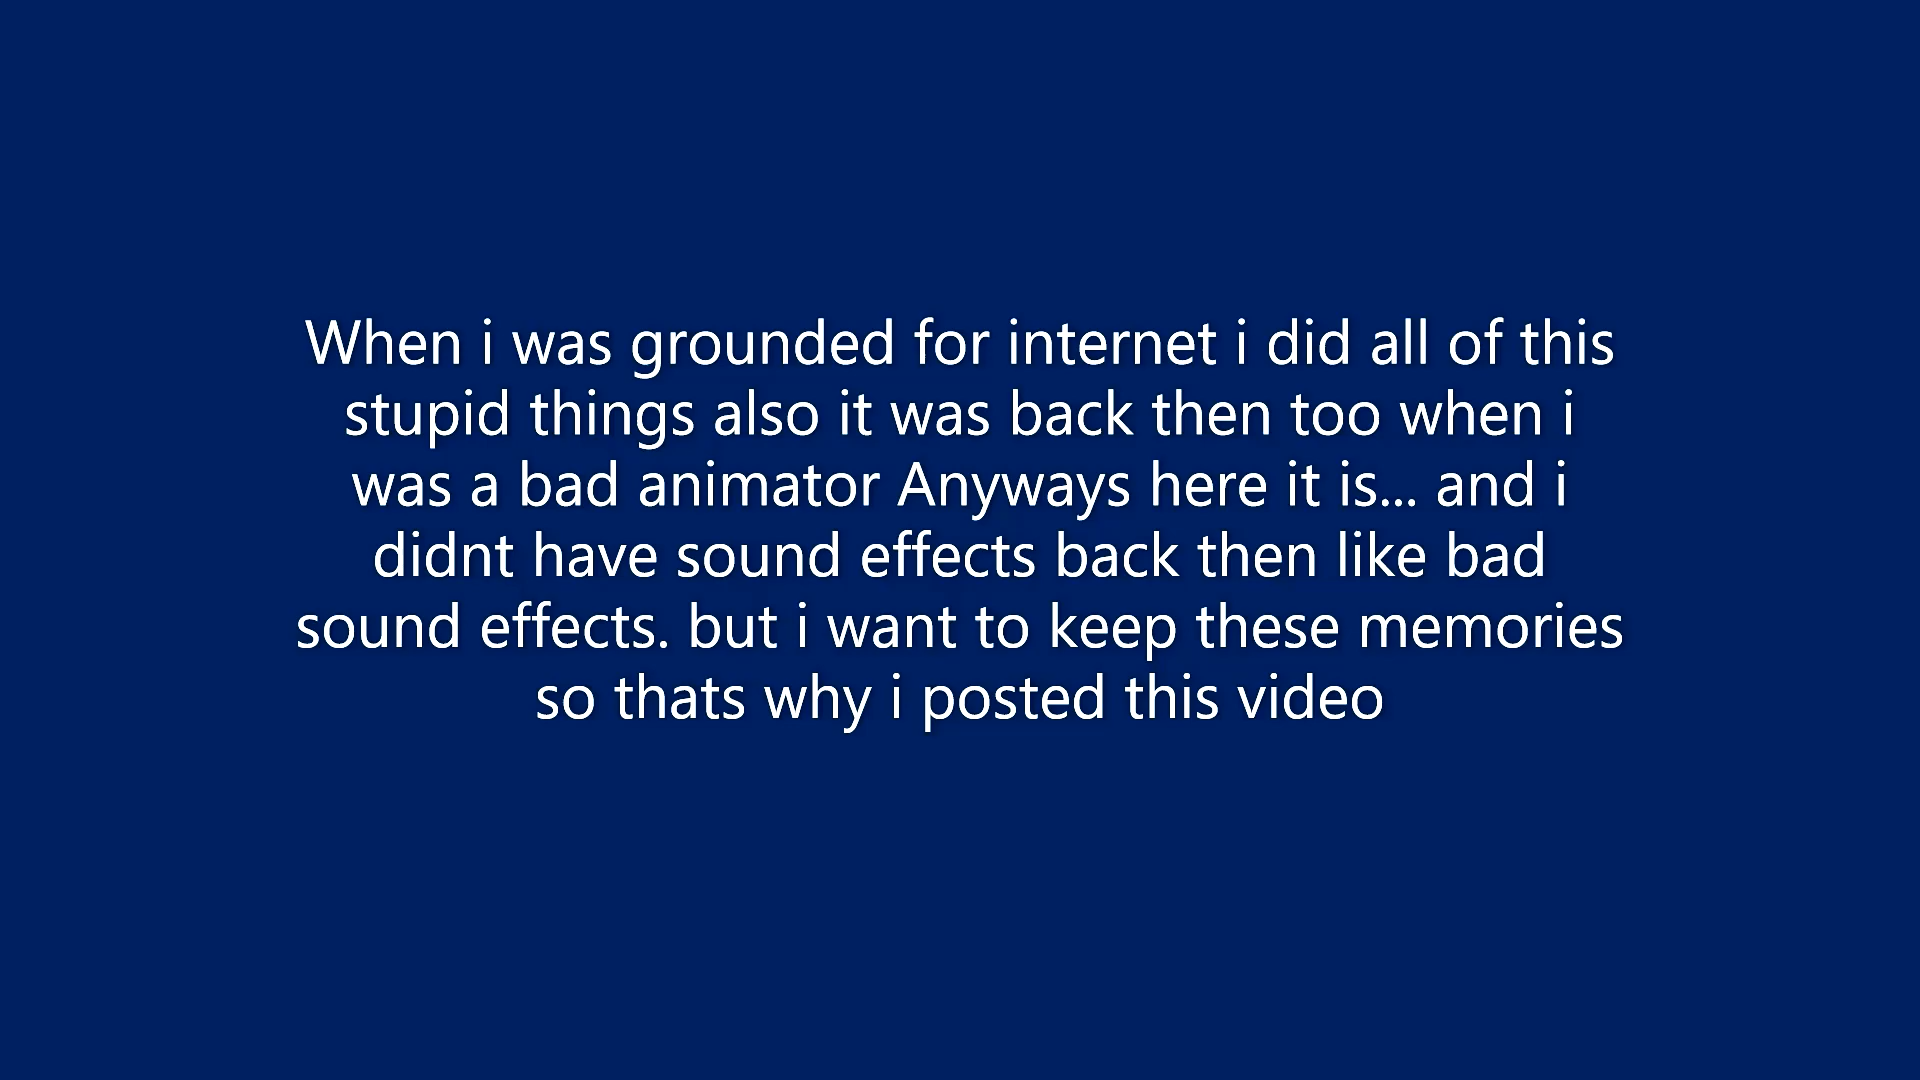 When i was grounded for internet i did all of this
stupid things also it was back then too when i
was a bad animator Anyways here it is... and i
didnt have sound effects back then like bad
sound effects. but i want to keep these memories
so thats why i posted this video